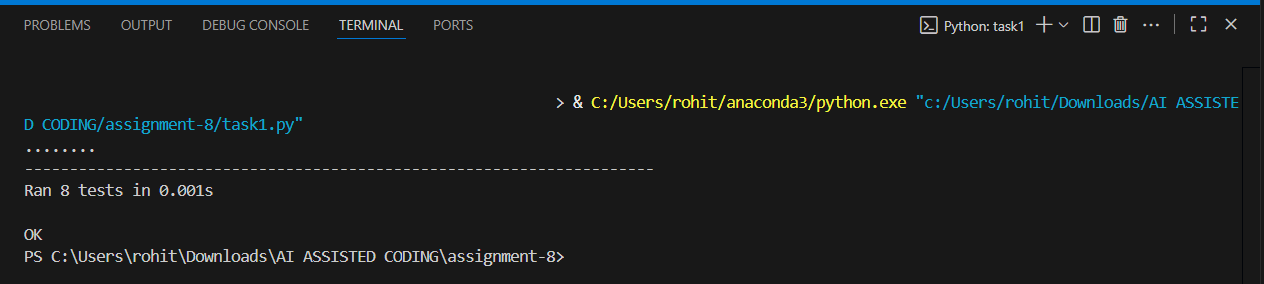 PROBLEMS OUTPUT DEBUG CONSOLE TERMINAL PORTS Python: task1
> & C:/Users/rohit/anaconda3/python.exe "c:/Users/rohit/Downloads/AI ASSISTE
D CODING/assignment-8/task1.py"
........
----------------------------------------------------------------------
Ran 8 tests in 0.001s
OK
PS C:\Users\rohit\Downloads\AI ASSISTED CODING\assignment-8>